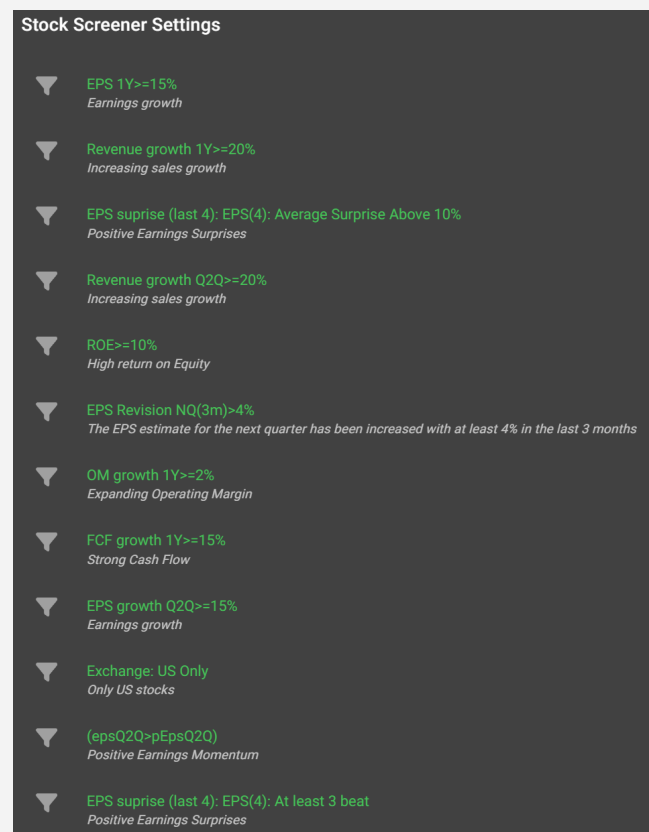 Stock Screener Settings
EPS 1Y>=15%
Earnings growth
Revenue growth 1Y>=20%
Increasing sales growth
EPS suprise (last 4): EPS(4): Average Surprise Above 10%
Positive Earnings Surprises
Revenue growth Q2Q>=20%
Increasing sales growth
ROE>=10%
High return on Equity
EPS Revision NQ(3m)>4%
The EPS estimate for the next quarter has been increased with at least 4% in the last 3 months
OM growth 1Y>=2%
Expanding Operating Margin
FCF growth 1Y>=15%
Strong Cash Flow
EPS growth Q2Q>=15%
Earnings growth
Exchange: US Only
Only US stocks
(epsQ2Q>pEpsQ2Q)
Positive Earnings Momentum
EPS suprise (last 4): EPS(4): At least 3 beat
Positive Earnings Surprises